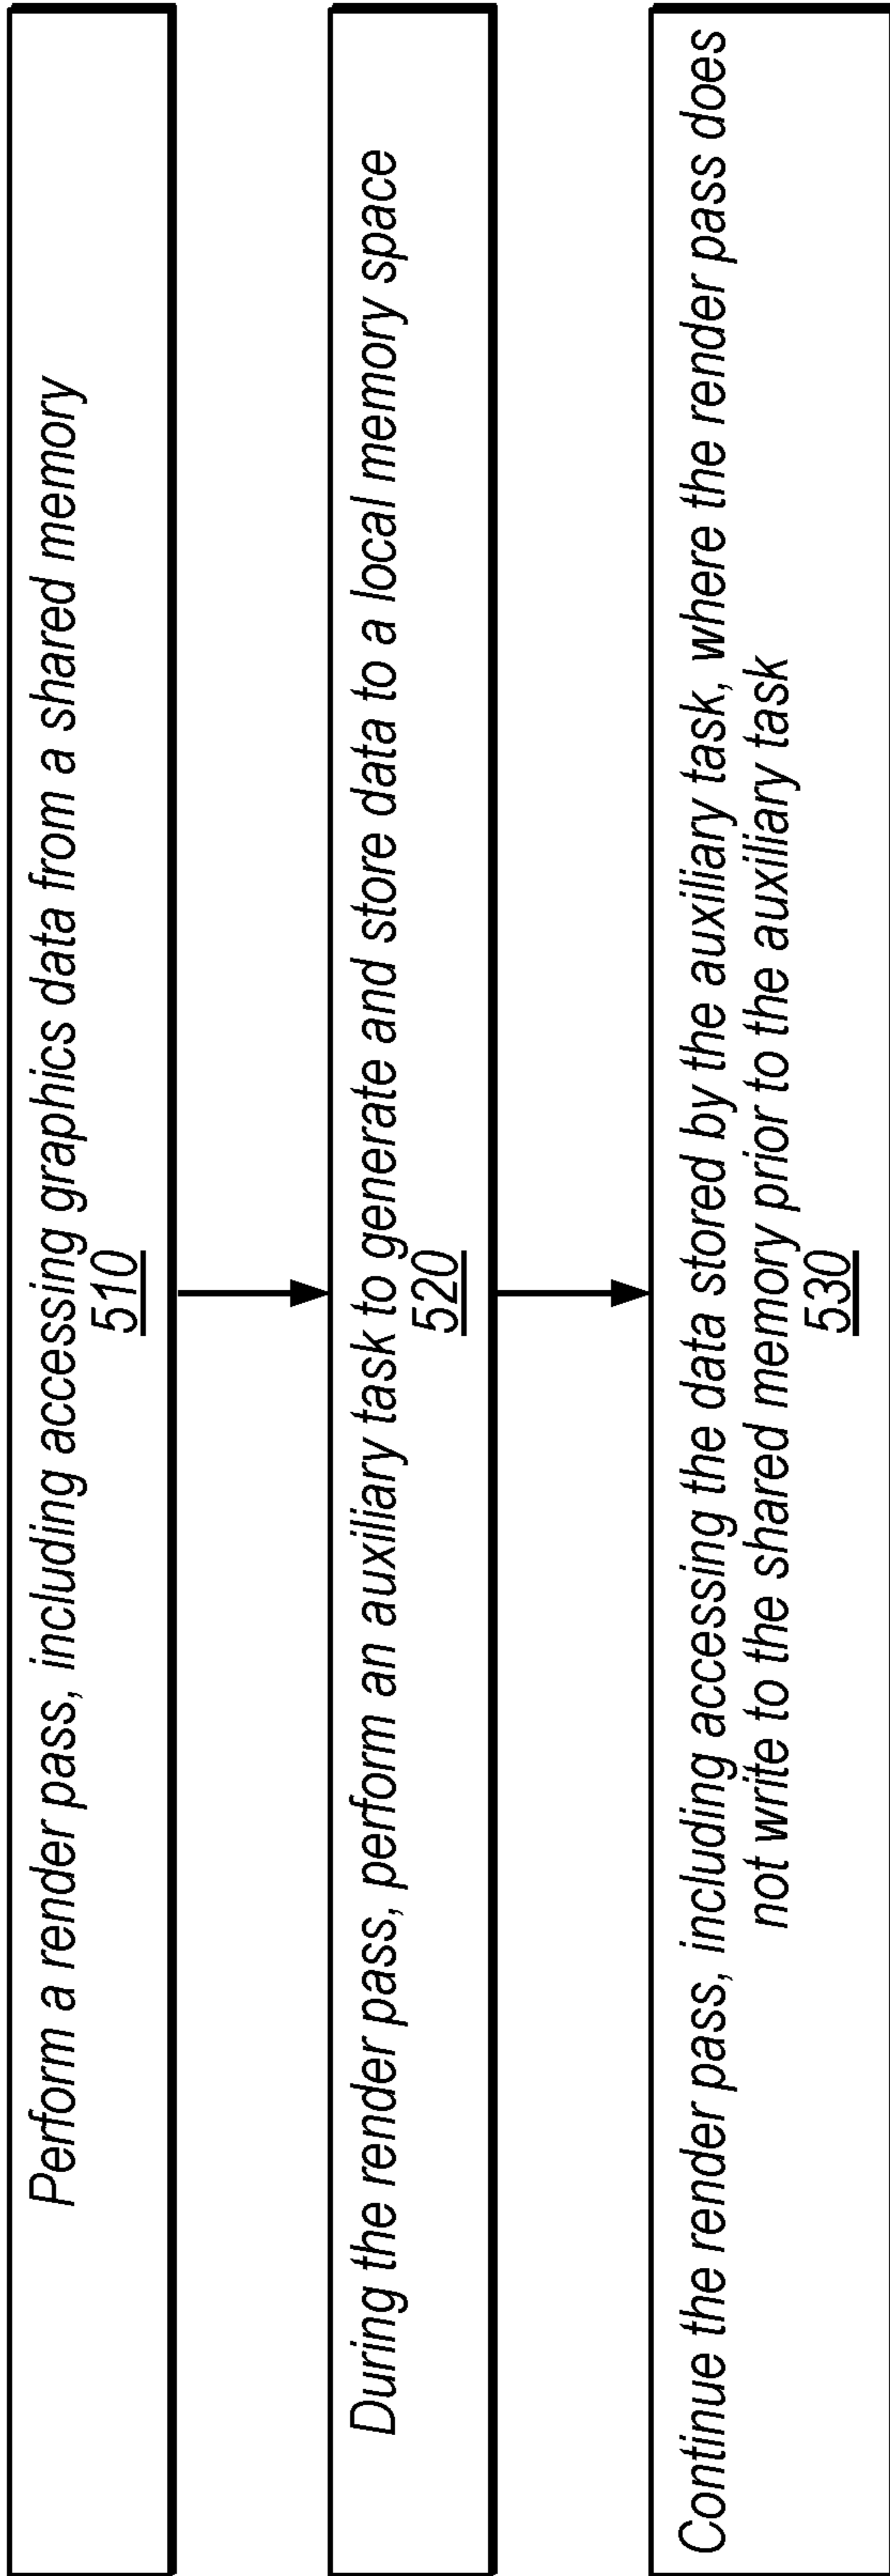 Perform a render pass, including accessing graphics data from a shared memory
510
During the render pass, perform an auxiliary task to generate and store data to a local memory space
520
Continue the render pass, including accessing the data stored by the auxiliary task, where the render pass does
not write to the shared memory prior to the auxiliary task
530